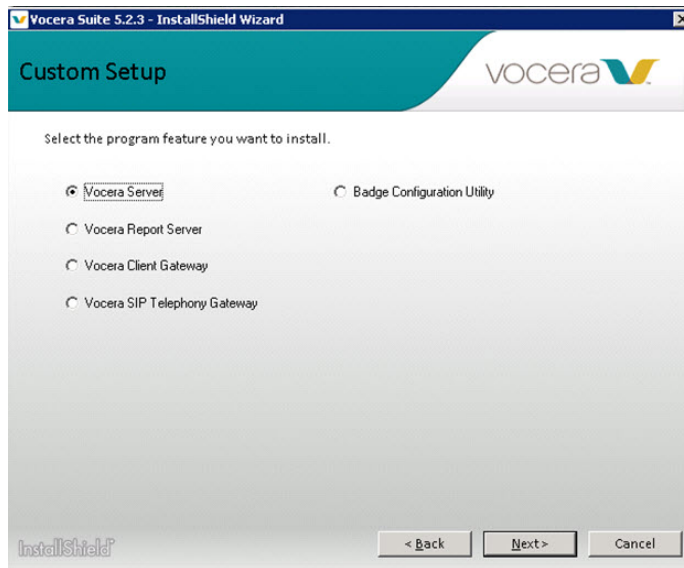 Vocera Suite 5.2.3 - InstallShield Wizard
Custom Setup
vocera
Select the program feature you want to install.
Vocera Server
Badge Configuration Utility
Vocera Report Server
Vocera Client Gateway
Vocera SIP Telephony Gateway
InstallShield
< Back
Next >
Cancel